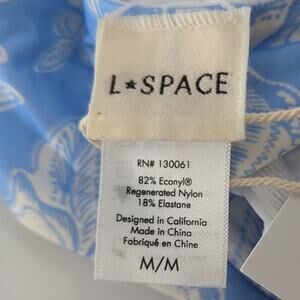 L★SPACE
RN# 130061
82% Econyl®
Regenerated Nylon
18% Elastane
Designed in California
Made in China
Fabriqué en Chine
M/M